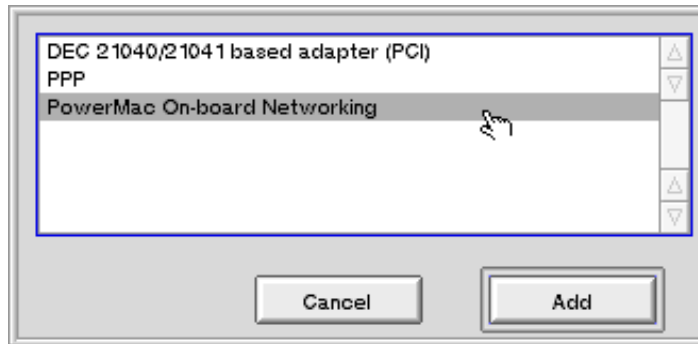 DEC 21040/21041 based adapter (PCI)
PPP
PowerMac On-board Networking
Cancel
Add